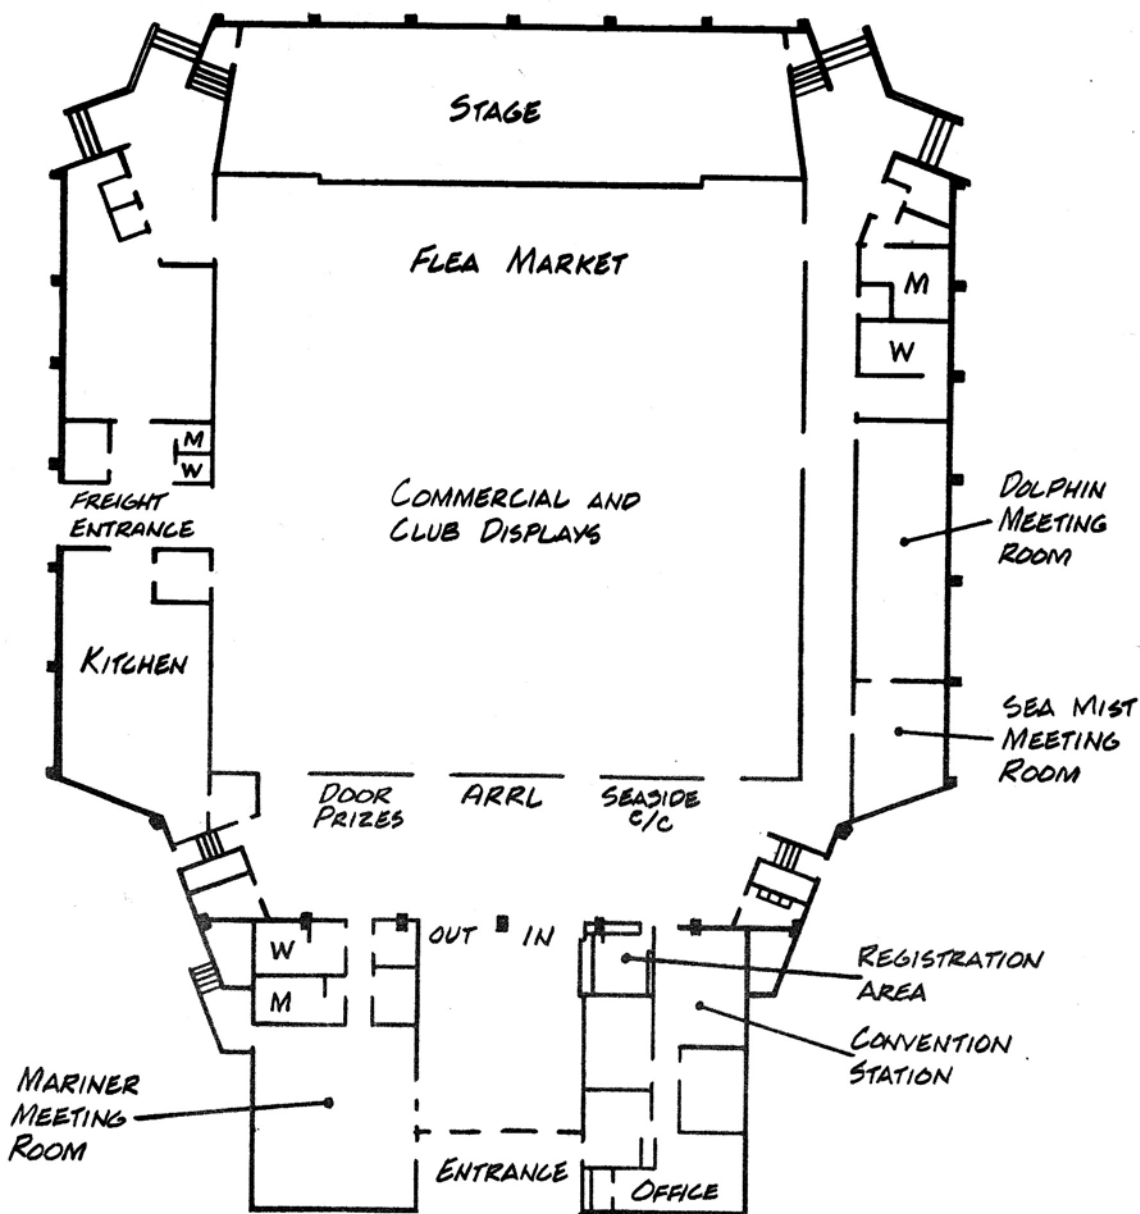 STAGE
FLEA MARKET
M
W
M
W
COMMERCIAL AND
CLUB DISPLAYS
DOLPHIN
MEETING
ROOM
FREIGHT
ENTRANCE
KITCHEN
SEA MIST
MEETING
ROOM
DOOR
PRIZES
ARRL
SEASIDE
C/C
OUT
IN
W
M
REGISTRATION
AREA
CONVENTION
STATION
MARINER
MEETING
ROOM
ENTRANCE
OFFICE